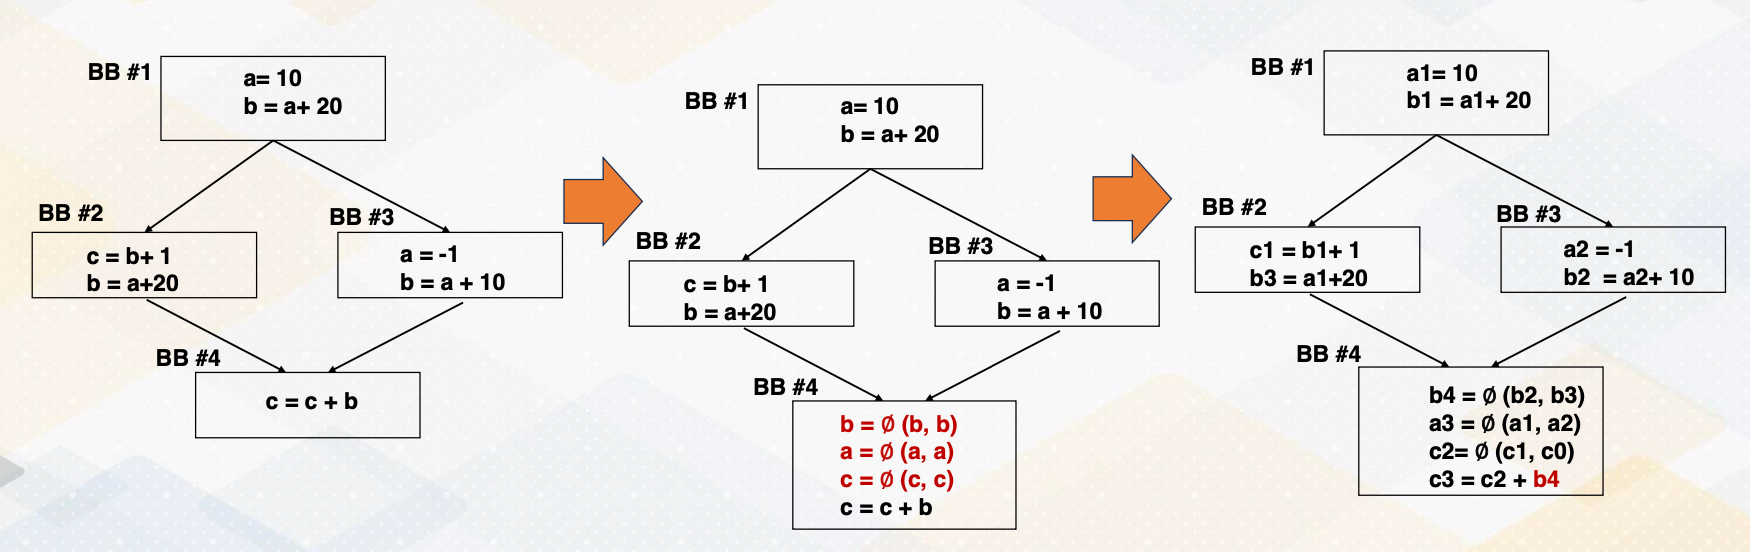 BB #1
a= 10
b = a+ 20
BB #2
c = b+ 1
b = a+20
BB #3
a = -1
b = a + 10
BB #4
c = c + b
BB #1
a= 10
b = a+ 20
BB #2
c = b+ 1
b = a+20
BB #3
a = -1
b = a + 10
BB #4
b = ∅ (b, b)
a = ∅ (a, a)
c = ∅ (c, c)
c = c + b
BB #1
a1= 10
b1 = a1+ 20
BB #2
c1 = b1+ 1
b3 = a1+20
BB #3
a2 = -1
b2 = a2+ 10
BB #4
b4 = ∅ (b2, b3)
a3 = ∅ (a1, a2)
c2= ∅ (c1, c0)
c3 = c2 + b4